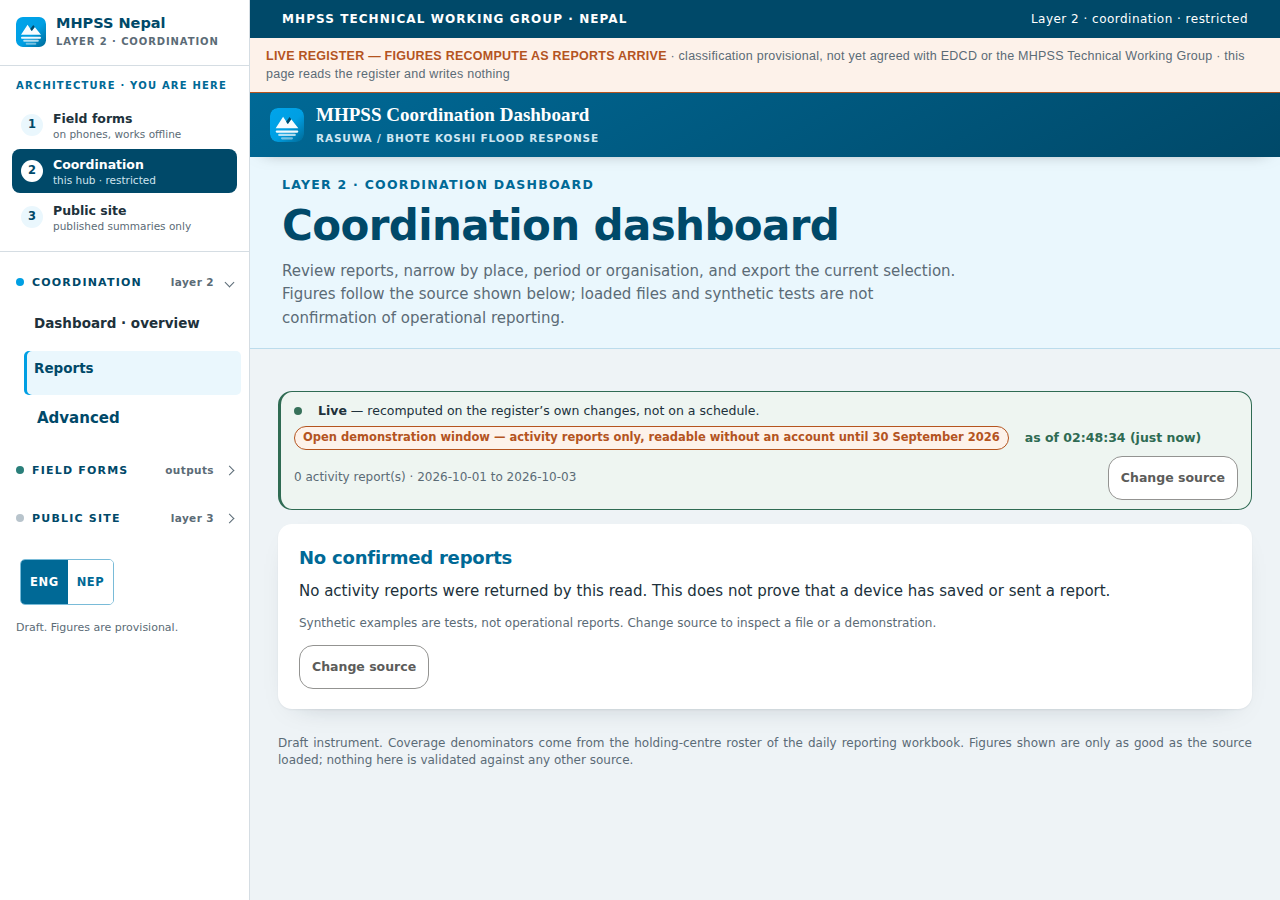 MHPSS Nepal
LAYER 2 · COORDINATION
ARCHITECTURE · YOU ARE HERE
1
Field forms
on phones, works offline
2
Coordination
this hub · restricted
3
Public site
published summaries only
COORDINATION layer 2
Dashboard · overview
Reports
Advanced
FIELD FORMS outputs
PUBLIC SITE layer 3
ENG NEP
Draft. Figures are provisional.
MHPSS TECHNICAL WORKING GROUP · NEPAL
Layer 2 · coordination · restricted
LIVE REGISTER — FIGURES RECOMPUTE AS REPORTS ARRIVE · classification provisional, not yet agreed with EDCD or the MHPSS Technical Working Group · this
page reads the register and writes nothing
MHPSS Coordination Dashboard
RASUWA / BHOTE KOSHI FLOOD RESPONSE
LAYER 2 · COORDINATION DASHBOARD
Coordination dashboard
Review reports, narrow by place, period or organisation, and export the current selection.
Figures follow the source shown below; loaded files and synthetic tests are not
confirmation of operational reporting.
Live — recomputed on the register’s own changes, not on a schedule.
Open demonstration window — activity reports only, readable without an account until 30 September 2026
as of 02:48:34 (just now)
0 activity report(s) · 2026-10-01 to 2026-10-03
Change source
No confirmed reports
No activity reports were returned by this read. This does not prove that a device has saved or sent a report.
Synthetic examples are tests, not operational reports. Change source to inspect a file or a demonstration.
Change source
Draft instrument. Coverage denominators come from the holding-centre roster of the daily reporting workbook. Figures shown are only as good as the source
loaded; nothing here is validated against any other source.